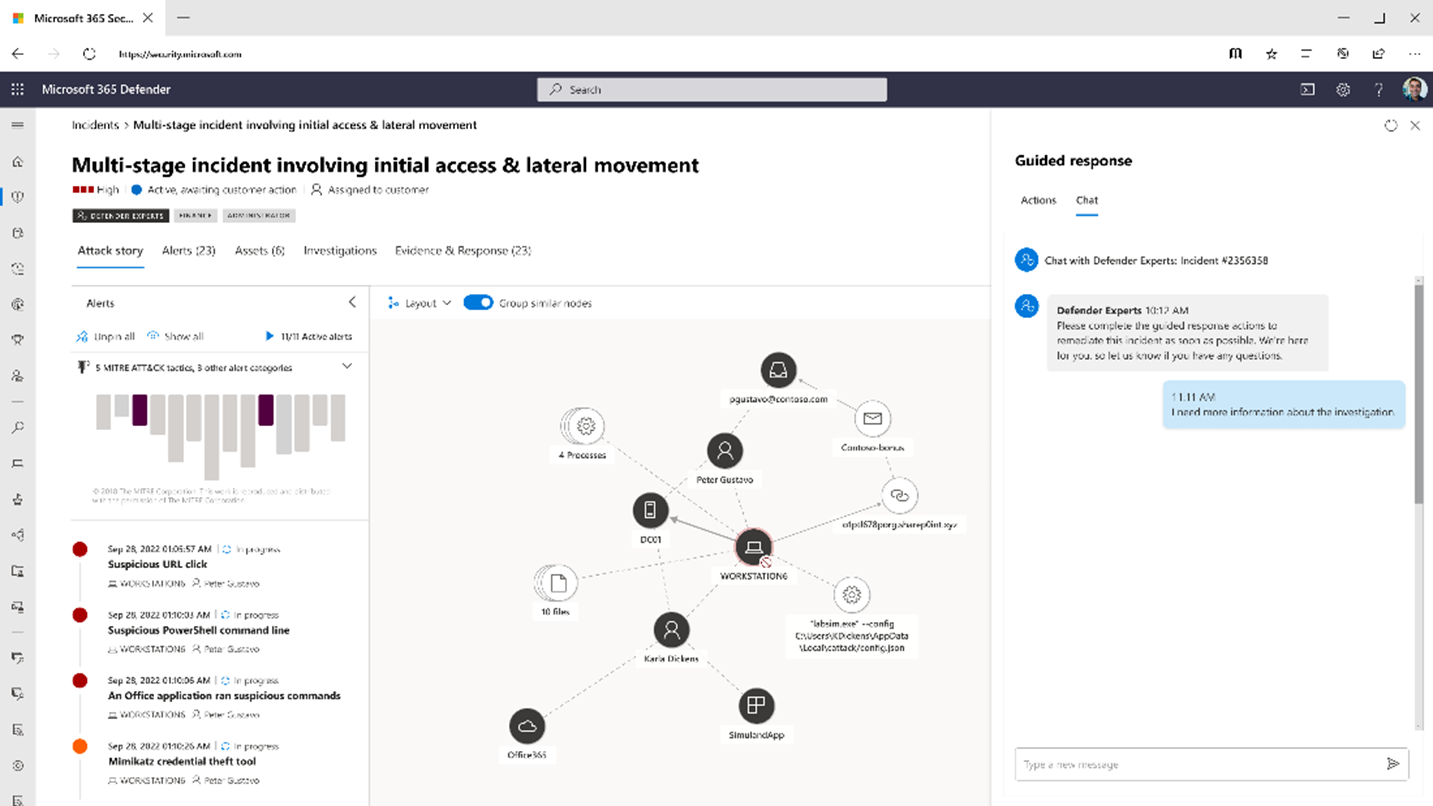 Microsoft 365 Sec...
https://security.microsoft.com
Microsoft 365 Defender
Search
Incidents > Multi-stage incident involving initial access & lateral movement
Multi-stage incident involving initial access & lateral movement
High
Active, awaiting customer action
Assigned to customer
DEFENDER EXPERTS
FINANCE
ADMINISTRATOR
Attack story
Alerts (23)
Assets (6)
Investigations
Evidence & Response (23)
Alerts
Unpin all
Show all
11/11 Active alerts
5 MITRE ATT&CK tactics, 3 other alert categories
© 2018 The MITRE Corporation. This work is reproduced and distributed
with the permission of The MITRE Corporation.
Sep 28, 2022 01:05:57 AM | In progress
Suspicious URL click
WORKSTATION6 Peter Gustavo
Sep 28, 2022 01:10:03 AM | In progress
Suspicious PowerShell command line
WORKSTATION6 Peter Gustavo
Sep 28, 2022 01:10:06 AM | In progress
An Office application ran suspicious commands
WORKSTATION6 Peter Gustavo
Sep 28, 2022 01:10:26 AM | In progress
Mimikatz credential theft tool
WORKSTATION6 Peter Gustavo
Layout
Group similar nodes
pgustavo@contoso.com
4 Processes
Contoso-bonus
Peter Gustavo
DC01
WORKSTATION6
10 files
"labsim.exe" --config
C:\Users\KDickens\AppData
\Local\cattack/config.json
Karla Dickens
Office365
SimulandApp
Guided response
Actions
Chat
Chat with Defender Experts: Incident #2356358
Defender Experts 10:12 AM
Please complete the guided response actions to
remediate this incident as soon as possible. We're here
for you, so let us know if you have any questions.
11.11 AM
I need more information about the investigation.
Type a new message